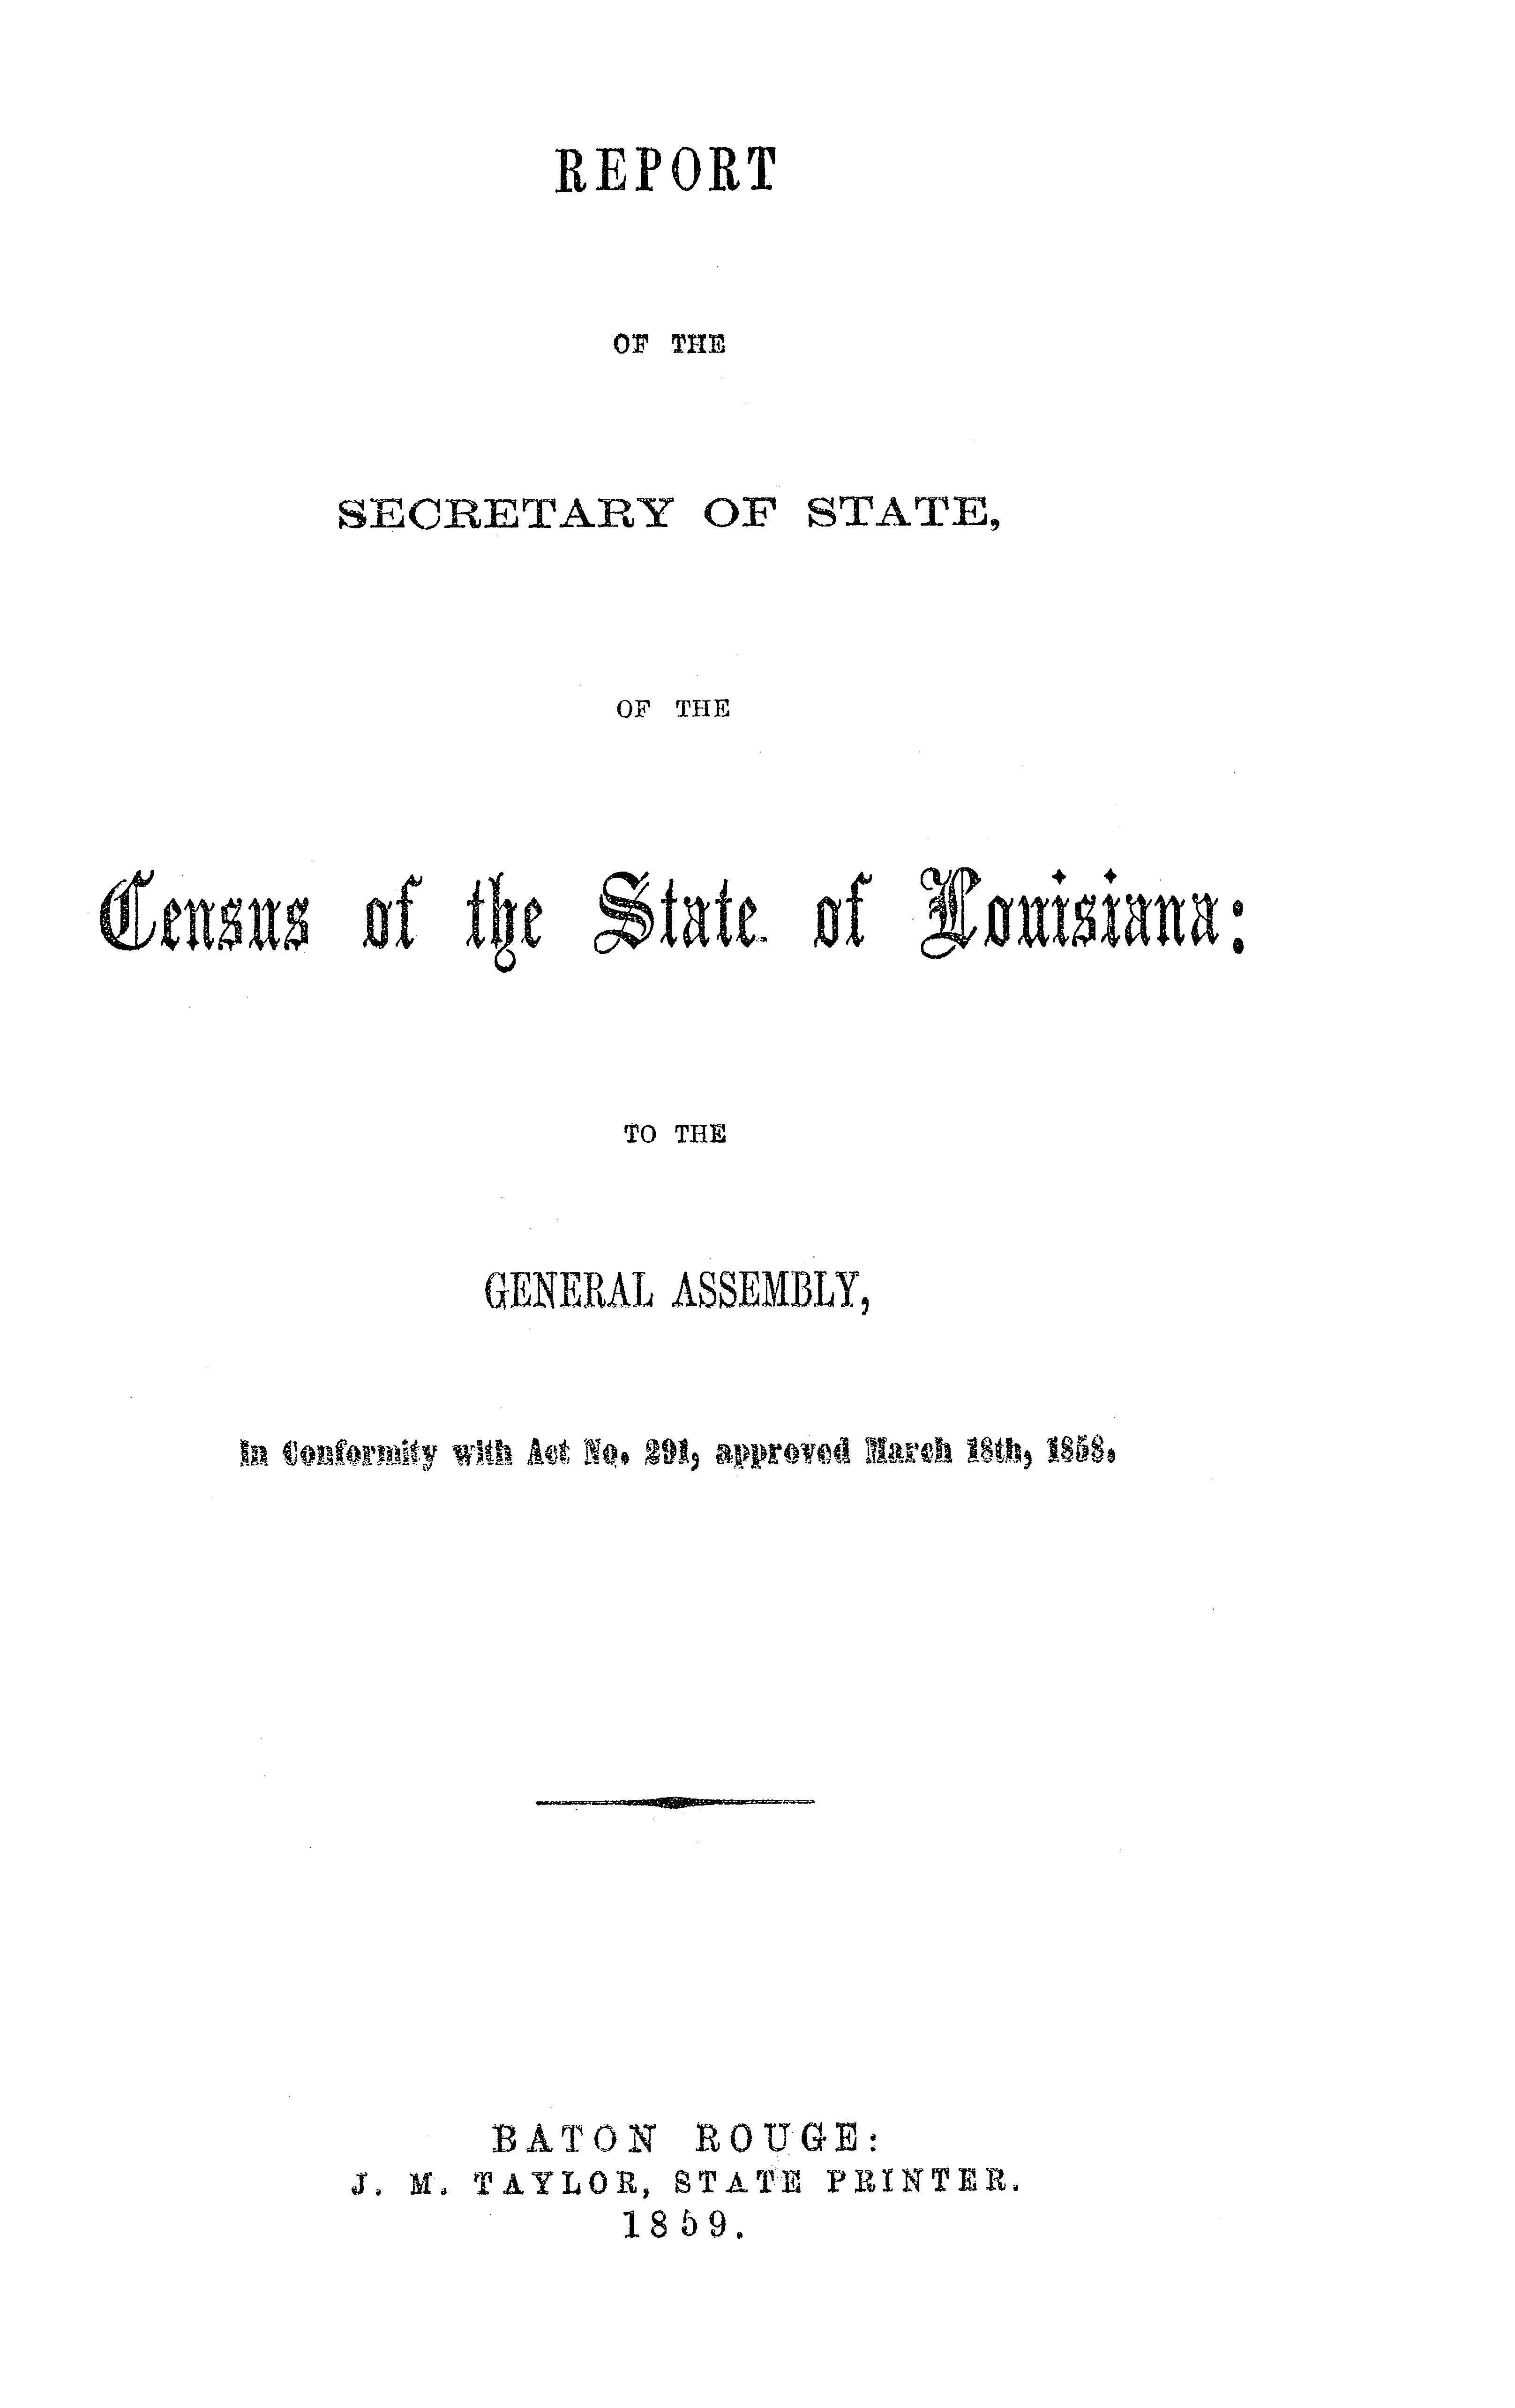 REPORT
OF THE
SECRETARY OF STATE,
OF THE
Census of the State of Louisiana:
TO THE
GENERAL ASSEMBLY,
In Conformity with Act No. 291, approved March 18th, 1858.
BATON ROUGE:
J. M. TAYLOR, STATE PRINTER.
1859.